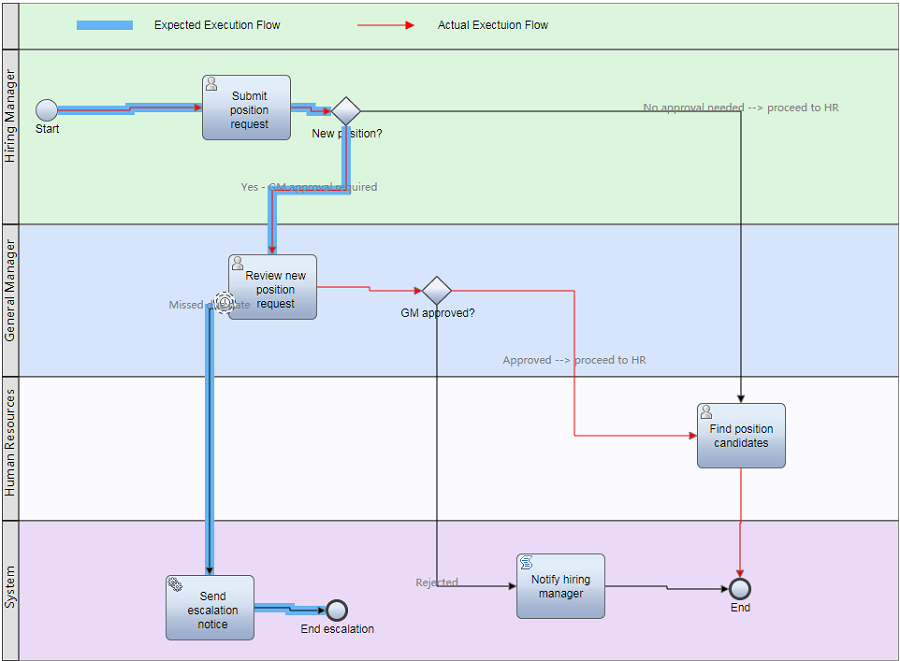 Expected Execution Flow
Actual Exectuion Flow
Hiring Manager
Submit
position
request
Start
New position?
No approval needed --> proceed to HR
Yes - GM approval required
General Manager
Review new
position
request
Missed due date
GM approved?
Approved --> proceed to HR
Human Resources
Find position
candidates
System
Send
escalation
notice
End escalation
Rejected
Notify hiring
manager
End